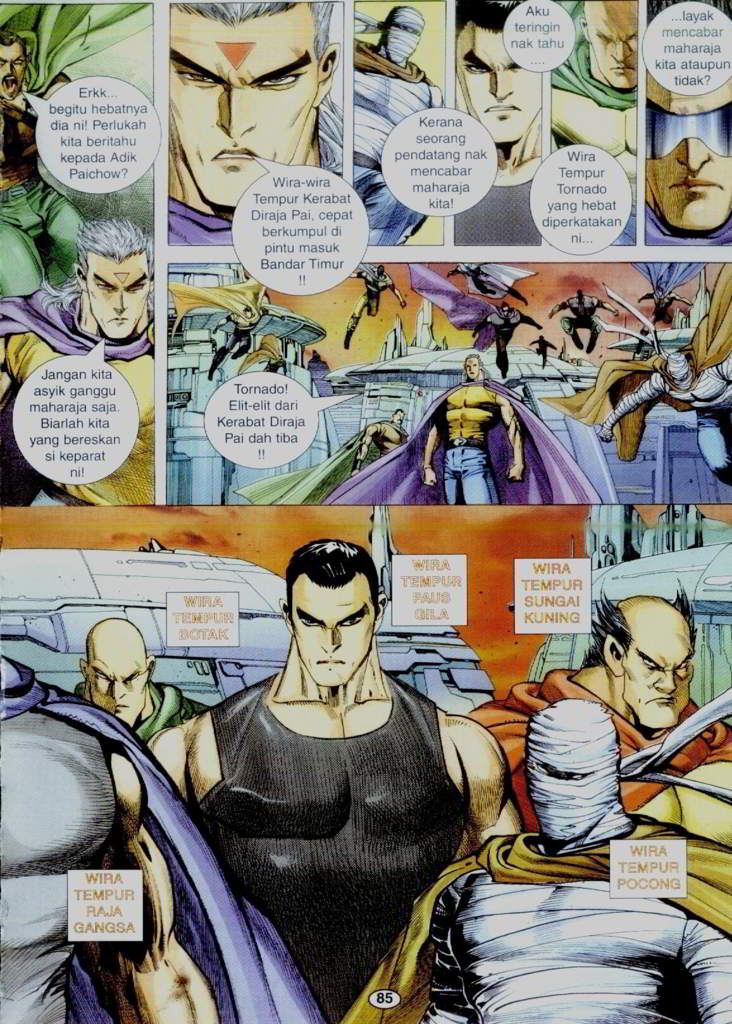 Erkk...
begitu hebatnya
dia ni! Perlukah
kita beritahu
kepada Adik
Paichow?
Wira-wira
Tempur Kerabat
Diraja Pai, cepat
berkumpul di
pintu masuk
Bandar Timur
!!
Kerana
seorang
pendatang nak
mencabar
maharaja
kita!
Aku
teringin
nak tahu
Wira
Tempur
Tornado
yang hebat
diperkatakan
ni...
...layak
mencabar
maharaja
kita ataupun
tidak?
Jangan kita
asyik ganggu
maharaja saja.
Biarlah kita
yang bereskan
si keparat
ni!
Tornado!
Elit-elit dari
Kerabat Diraja
Pai dah tiba
!!
WIRA
TEMPUR
BOTAK
WIRA
TEMPUR
PAUS
GILA
WIRA
TEMPUR
SUNGAI
KUNING
WIRA
TEMPUR
RAJA
GANGSA
WIRA
TEMPUR
POCONG
85